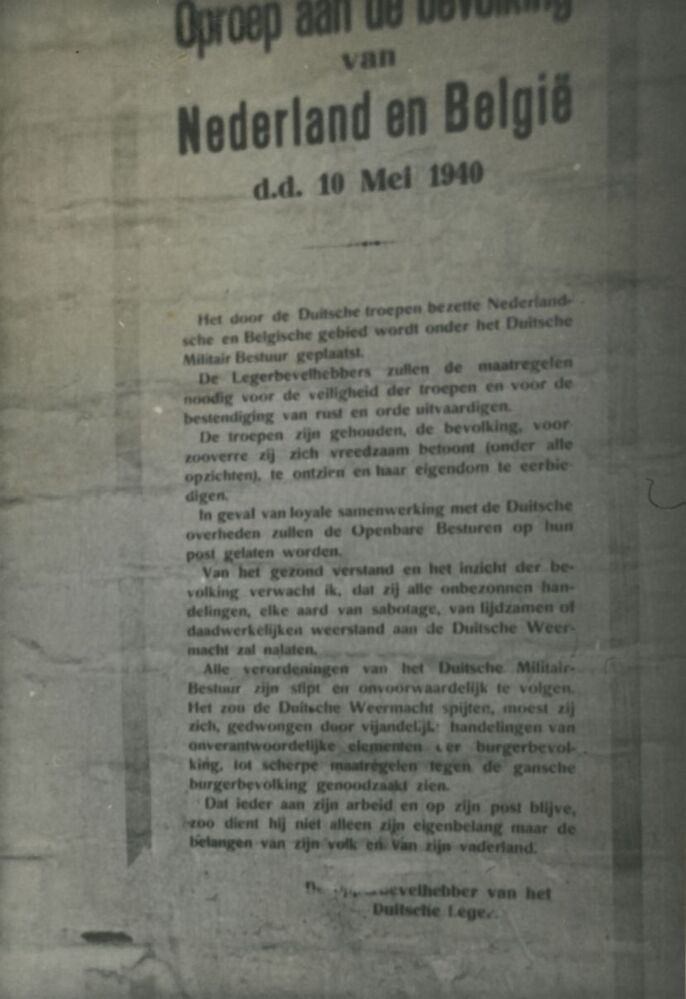 Oproep aan de bevolking
van
Nederland en België
d.d. 10 Mei 1940
Het door de Duitsche troepen bezette Nederland-
sche en Belgische gebied wordt onder het Duitsche
Militair Bestuur geplaatst.
De Legerbevelhebbers zullen de maatregelen
noodig voor de veiligheid der troepen en voor de
bestendiging van rust en orde uitvaardigen.
De troepen zijn gehouden, de bevolking, voor
zooverre zij zich vreedzaam betoont (onder alle
opzichten), te ontzien en haar eigendom te eerbie-
digen.
In geval van loyale samenwerking met de Duitsche
overheden zullen de Openbare Besturen op hun
post gelaten worden.
Van het gezond verstand en het inzicht der be-
volking verwacht ik, dat zij alle onbezonnen han-
delingen, elke aard van sabotage, van lijdzamen of
daadwerkelijken weerstand aan de Duitsche Weer-
macht zal nalaten.
Alle verordeningen van het Duitsche Militair-
Bestuur zijn stipt en onvoorwaardelijk te volgen.
Het zou de Duitsche Weermacht spijten, moest zij
zich, gedwongen door vijandelijke handelingen van
onverantwoordelijke elementen der burgerbevol-
king, tot scherpe maatregelen tegen de gansche
burgerbevolking genoodzaakt zien.
Dat ieder aan zijn arbeid en op zijn post blijve,
zoo dient hij niet alleen zijn eigenbelang maar de
belangen van zijn volk en van zijn vaderland.
van het
Duitsche